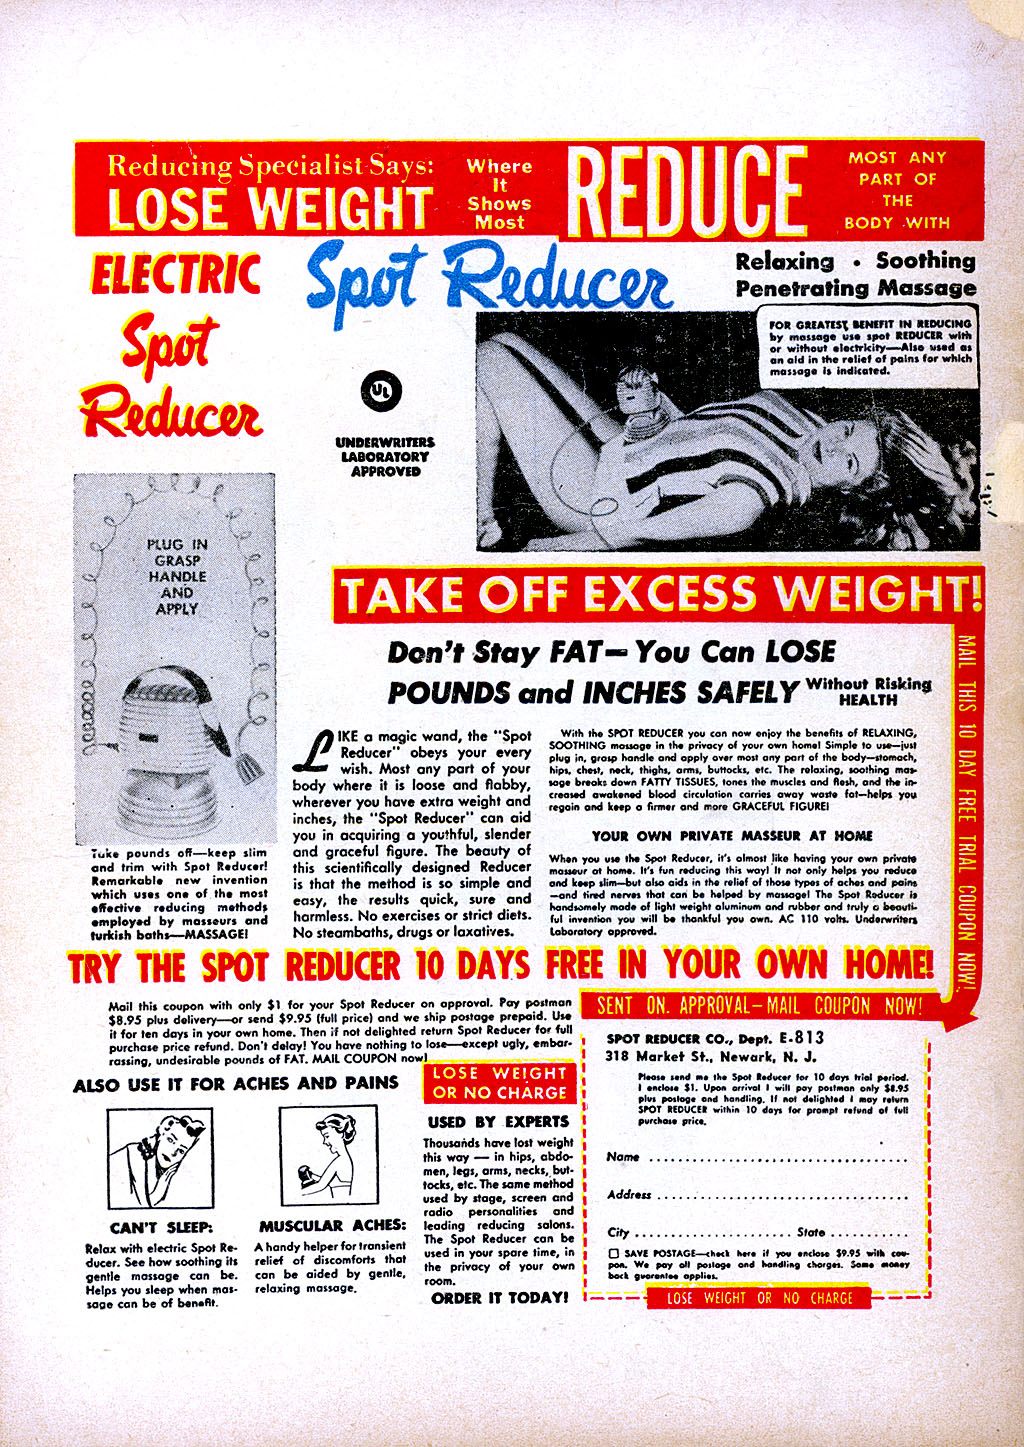 Reducing Specialist Says:
LOSE WEIGHT
Where
It
Shows
Most
REDUCE
MOST ANY
PART OF
THE
BODY WITH
ELECTRIC
Spot
Reducer
Spot Reducer
Relaxing • Soothing
Penetrating Massage
FOR GREATEST BENEFIT IN REDUCING
by massage use spot REDUCER with
or without electricity—Also used as
an aid in the relief of pains for which
massage is indicated.
UL
UNDERWRITERS
LABORATORY
APPROVED
PLUG IN
GRASP
HANDLE
AND
APPLY
Take pounds off—keep slim
and trim with Spot Reducer!
Remarkable new invention
which uses one of the most
effective reducing methods
employed by masseurs and
turkish baths—MASSAGE!
TAKE OFF EXCESS WEIGHT!
Don't Stay FAT—You Can LOSE
POUNDS and INCHES SAFELY Without Risking
HEALTH
MAIL THIS 10 DAY FREE TRIAL COUPON NOW!
LIKE a magic wand, the "Spot
Reducer" obeys your every
wish. Most any part of your
body where it is loose and flabby,
wherever you have extra weight and
inches, the "Spot Reducer" can aid
you in acquiring a youthful, slender
and graceful figure. The beauty of
this scientifically designed Reducer
is that the method is so simple and
easy, the results quick, sure and
harmless. No exercises or strict diets.
No steambaths, drugs or laxatives.
With the SPOT REDUCER you can now enjoy the benefits of RELAXING,
SOOTHING massage in the privacy of your own home! Simple to use—just
plug in, grasp handle and apply over most any part of the body—stomach,
hips, chest, neck, thighs, arms, buttocks, etc. The relaxing, soothing mas-
sage breaks down FATTY TISSUES, tones the muscles and flesh, and the in-
creased awakened blood circulation carries away waste fat—helps you
regain and keep a firmer and more GRACEFUL FIGURE!
YOUR OWN PRIVATE MASSEUR AT HOME
When you use the Spot Reducer, it's almost like having your own private
masseur at home. It's fun reducing this way! It not only helps you reduce
and keep slim—but also aids in the relief of those types of aches and pains
—and tired nerves that can be helped by massage! The Spot Reducer is
handsomely made of light weight aluminum and rubber and truly a beauti-
ful invention you will be thankful you own. AC 110 volts. Underwriters
Laboratory approved.
TRY THE SPOT REDUCER 10 DAYS FREE IN YOUR OWN HOME!
Mail this coupon with only $1 for your Spot Reducer on approval. Pay postman
$8.95 plus delivery—or send $9.95 (full price) and we ship postage prepaid. Use
it for ten days in your own home. Then if not delighted return Spot Reducer for full
purchase price refund. Don't delay! You have nothing to lose—except ugly, embar-
rassing, undesirable pounds of FAT. MAIL COUPON now!
ALSO USE IT FOR ACHES AND PAINS
CAN'T SLEEP:
Relax with electric Spot Re-
ducer. See how soothing its
gentle massage can be.
Helps you sleep when mas-
sage can be of benefit.
MUSCULAR ACHES:
A handy helper for transient
relief of discomforts that
can be aided by gentle,
relaxing massage.
LOSE WEIGHT
OR NO CHARGE
USED BY EXPERTS
Thousands have lost weight
this way — in hips, abdo-
men, legs, arms, necks, but-
tocks, etc. The same method
used by stage, screen and
radio personalities and
leading reducing salons.
The Spot Reducer can be
used in your spare time, in
the privacy of your own
room.
ORDER IT TODAY!
SENT ON APPROVAL—MAIL COUPON NOW!
SPOT REDUCER CO., Dept. E-813
318 Market St., Newark, N. J.
Please send me the Spot Reducer for 10 days trial period.
I enclose $1. Upon arrival I will pay postman only $8.95
plus postage and handling. If not delighted I may return
SPOT REDUCER within 10 days for prompt refund of full
purchase price.
Name
Address
City State
SAVE POSTAGE—check here if you enclose $9.95 with cou-
pon. We pay all postage and handling charges. Same money
back guarantee applies.
LOSE WEIGHT OR NO CHARGE